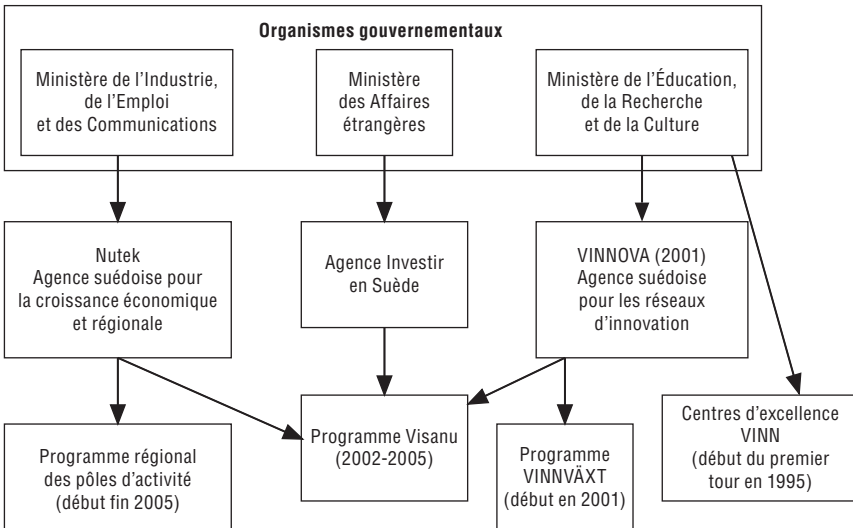 Organismes gouvernementaux
Ministère de l'Industrie,
de l'Emploi
et des Communications
Ministère
des Affaires
étrangères
Ministère de l'Éducation,
de la Recherche
et de la Culture
Nutek
Agence suédoise pour
la croissance économique
et régionale
Agence Investir
en Suède
VINNOVA (2001)
Agence suédoise
pour les réseaux
d'innovation
Programme régional
des pôles d'activité
(début fin 2005)
Programme Visanu
(2002-2005)
Programme
VINNVÄXT
(début en 2001)
Centres d'excellence
VINN
(début du premier
tour en 1995)